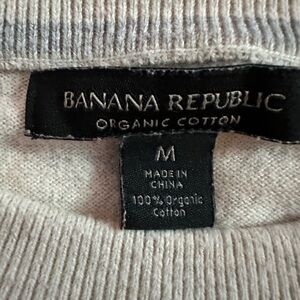 BANANA REPUBLIC
ORGANIC COTTON
M
MADE IN
CHINA
100% Organic
Cotton